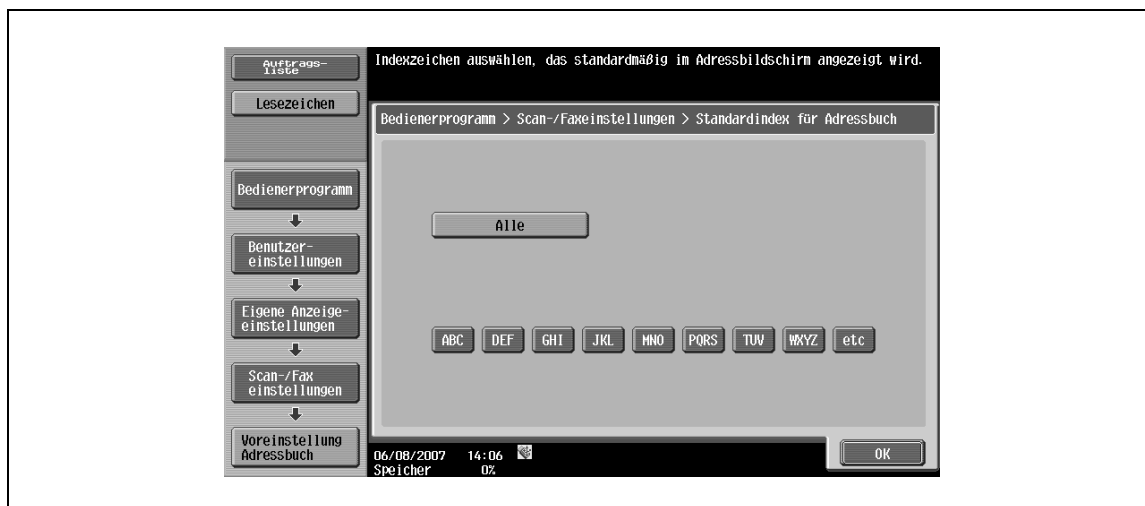 Auftrags-
liste
Lesezeichen
Bedienerprogramm
Benutzer-
einstellungen
Eigene Anzeige-
einstellungen
Scan-/Fax
einstellungen
Voreinstellung
Adressbuch
Indexzeichen auswählen, das standardmäßig im Adressbildschirm angezeigt wird.
Bedienerprogramm > Scan-/Faxeinstellungen > Standardindex für Adressbuch
Alle
ABC DEF GHI JKL MNO PQRS TUV WXYZ etc
06/08/2007 14:06
Speicher 0%
OK